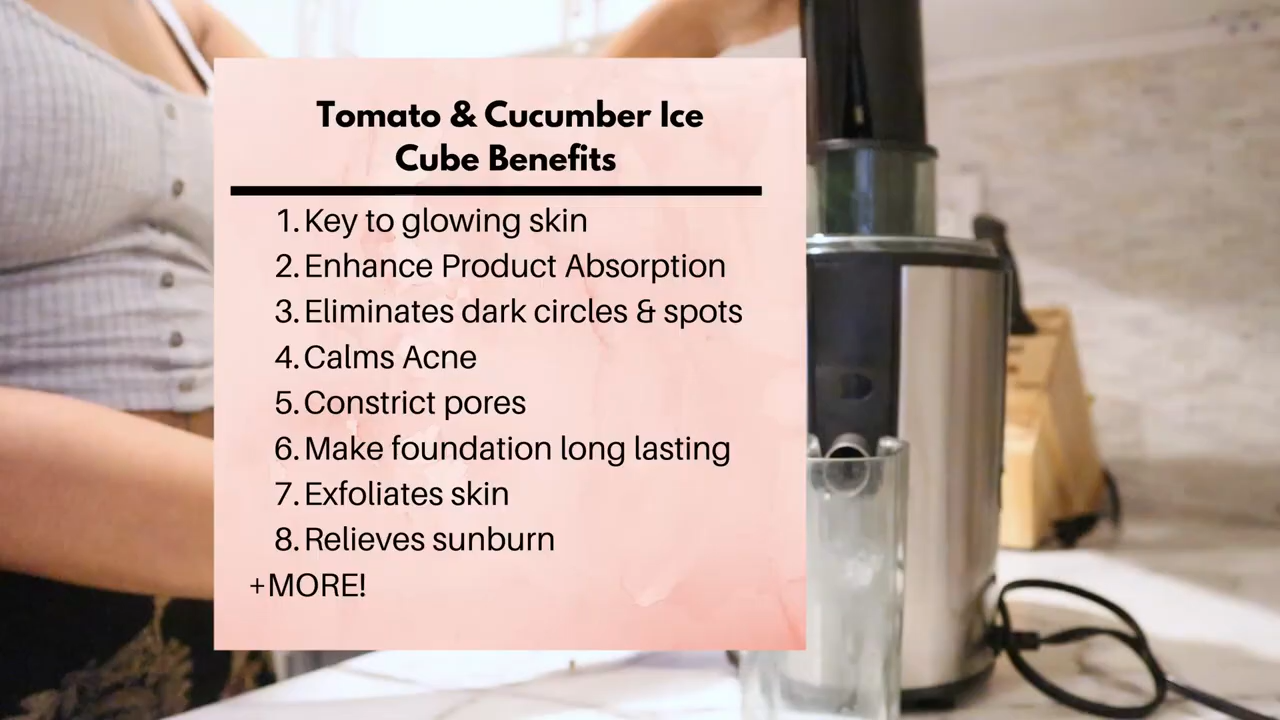 Tomato & Cucumber Ice
Cube Benefits
1. Key to glowing skin
2. Enhance Product Absorption
3. Eliminates dark circles & spots
4. Calms Acne
5. Constrict pores
6. Make foundation long lasting
7. Exfoliates skin
8. Relieves sunburn
+MORE!